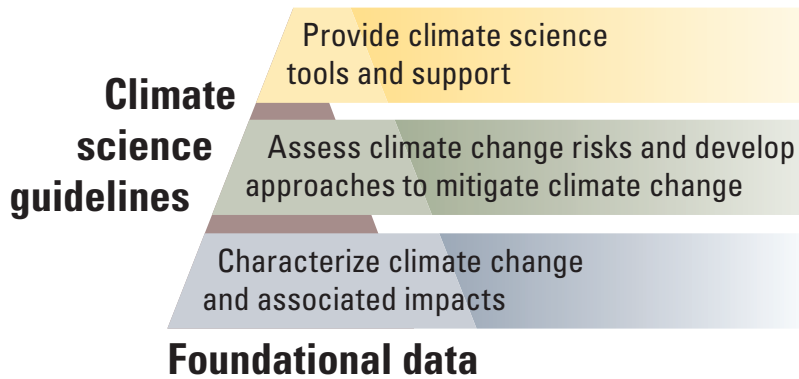 Provide climate science
tools and support
Climate
science
guidelines
Assess climate change risks and develop
approaches to mitigate climate change
Characterize climate change
and associated impacts
Foundational data